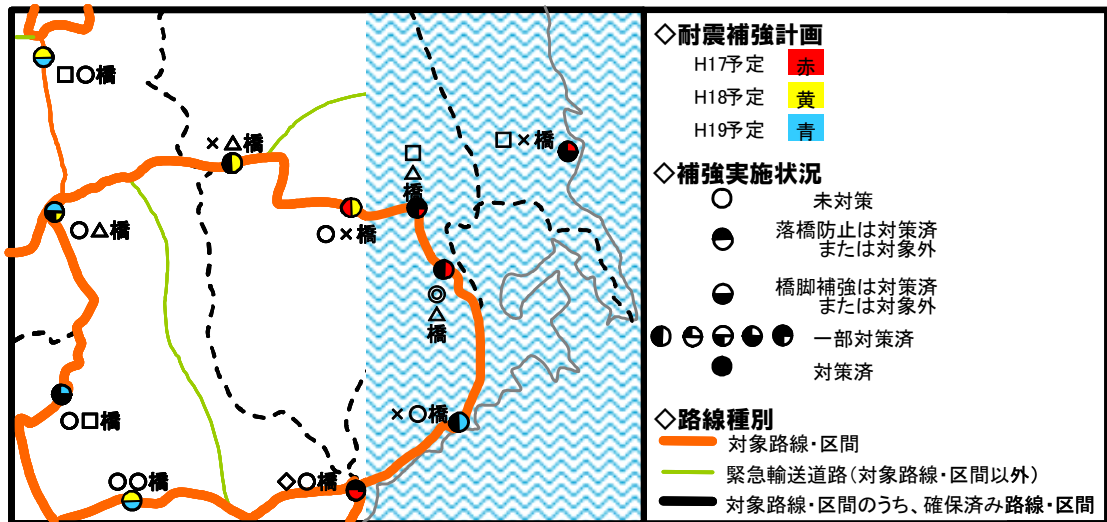 □○橋
×△橋
□△橋
□×橋
○△橋
○×橋
◎△橋
○□橋
×○橋
○○橋
◇○橋
◇耐震補強計画
H17予定 赤
H18予定 黄
H19予定 青
◇補強実施状況
未対策
落橋防止は対策済
または対象外
橋脚補強は対策済
または対象外
一部対策済
対策済
◇路線種別
対象路線・区間
緊急輸送道路(対象路線・区間以外)
対象路線・区間のうち、確保済み路線・区間